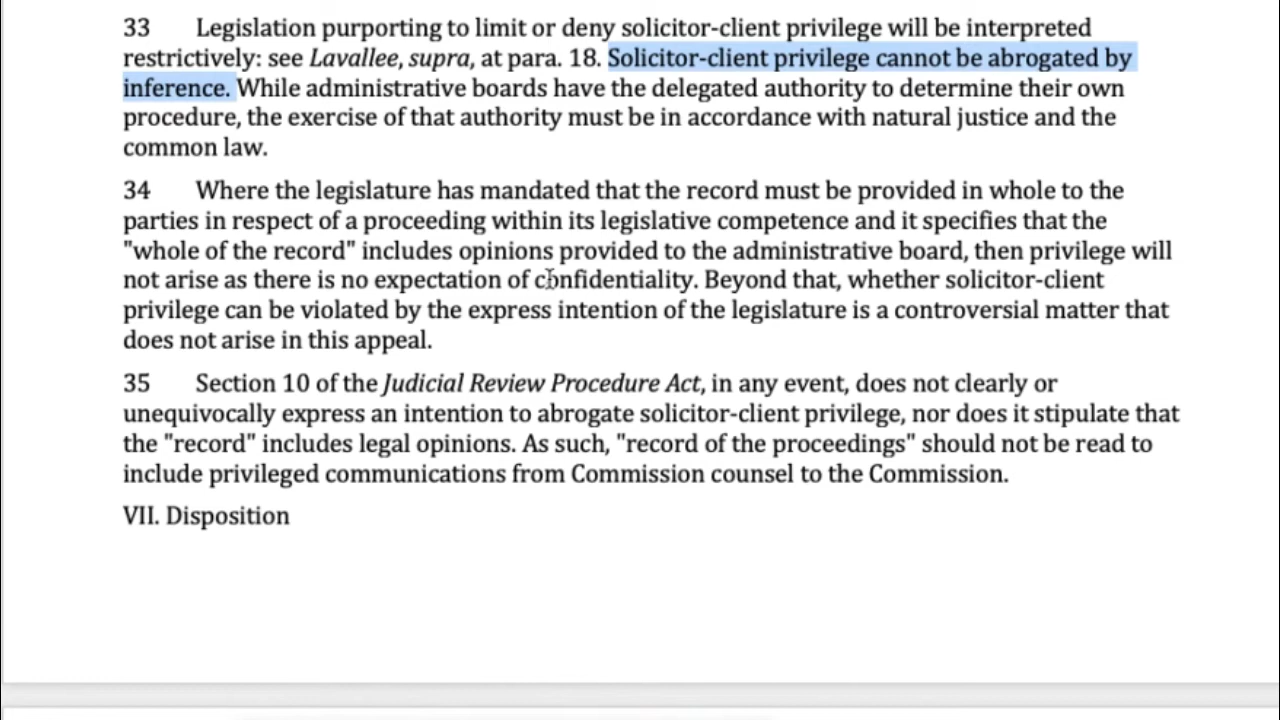 33 Legislation purporting to limit or deny solicitor-client privilege will be interpreted
restrictively: see Lavallee, supra, at para. 18. Solicitor-client privilege cannot be abrogated by
inference. While administrative boards have the delegated authority to determine their own
procedure, the exercise of that authority must be in accordance with natural justice and the
common law.
34 Where the legislature has mandated that the record must be provided in whole to the
parties in respect of a proceeding within its legislative competence and it specifies that the
"whole of the record" includes opinions provided to the administrative board, then privilege will
not arise as there is no expectation of confidentiality. Beyond that, whether solicitor-client
privilege can be violated by the express intention of the legislature is a controversial matter that
does not arise in this appeal.
35 Section 10 of the Judicial Review Procedure Act, in any event, does not clearly or
unequivocally express an intention to abrogate solicitor-client privilege, nor does it stipulate that
the "record" includes legal opinions. As such, "record of the proceedings" should not be read to
include privileged communications from Commission counsel to the Commission.
VII. Disposition